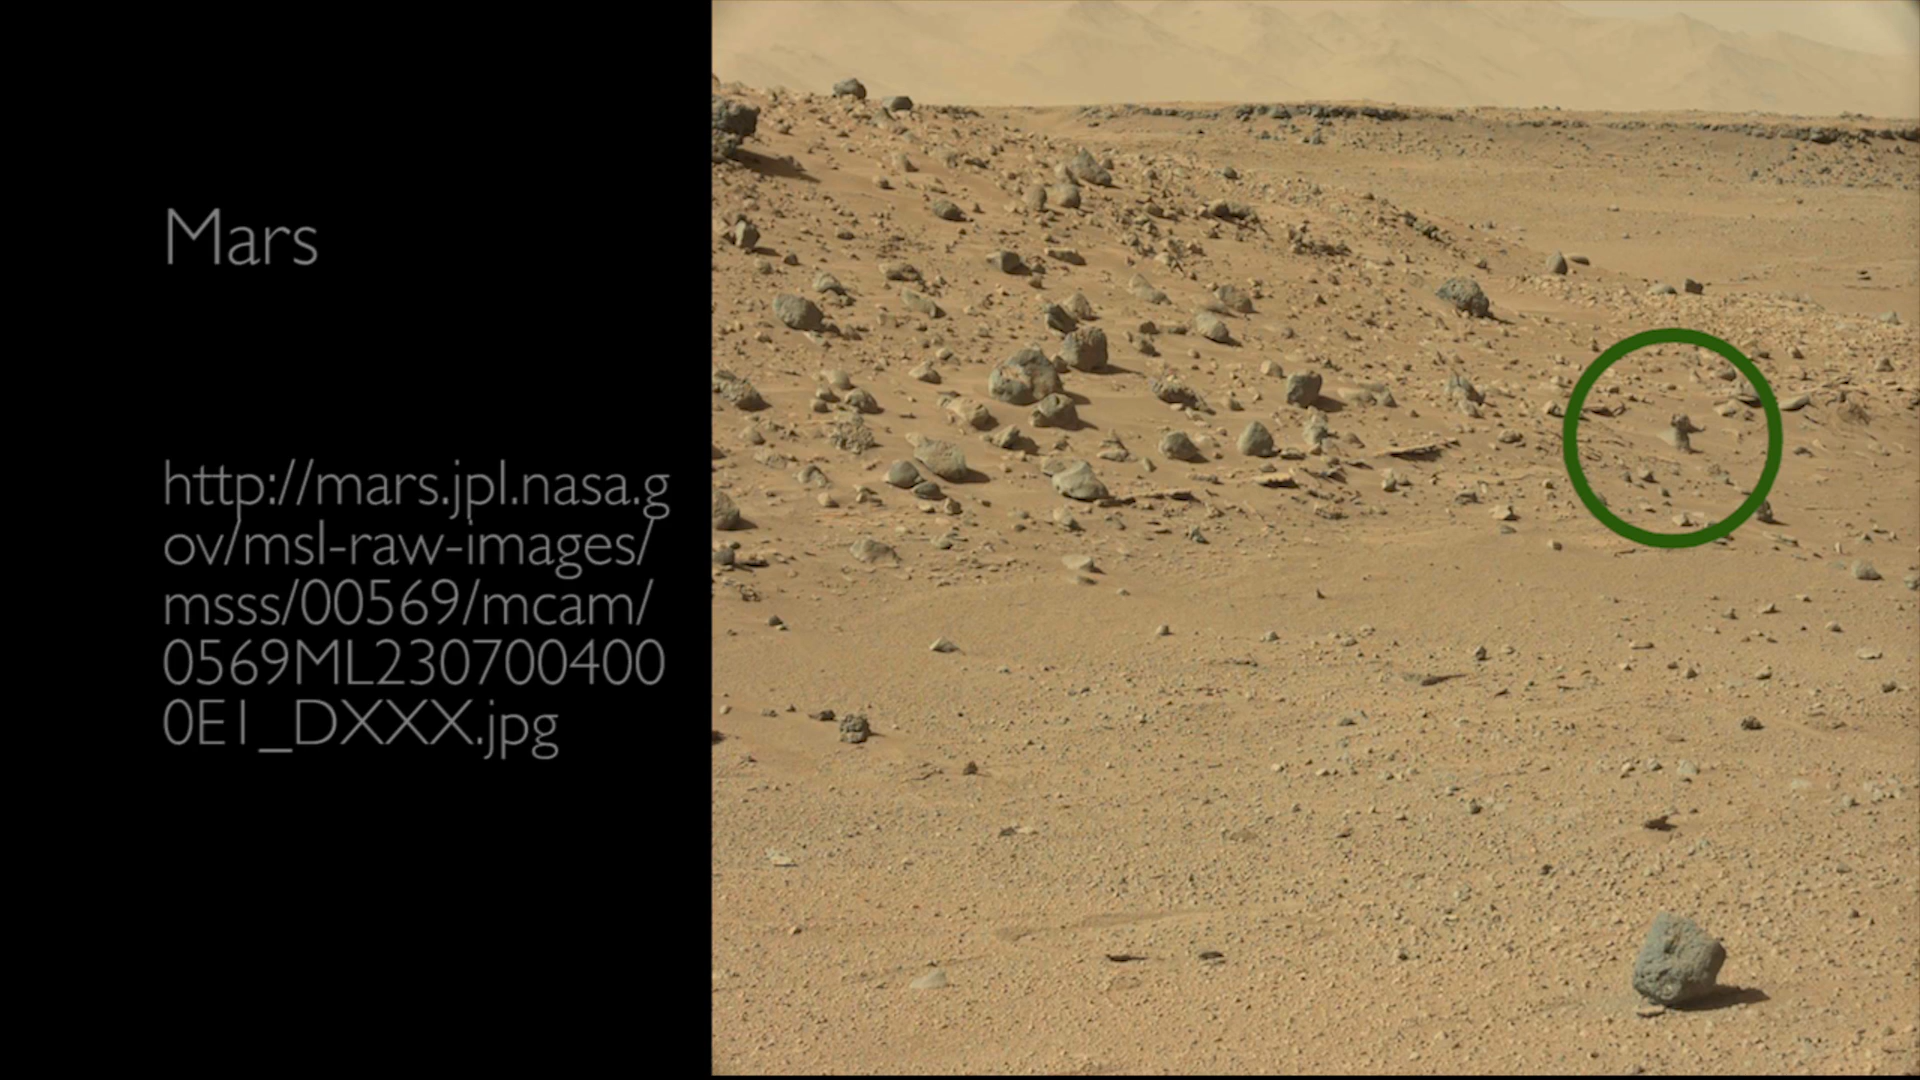 Mars
http://mars.jpl.nasa.g
ov/msl-raw-images/
msss/00569/mcam/
0569ML230700400
0E1_DXXX.jpg